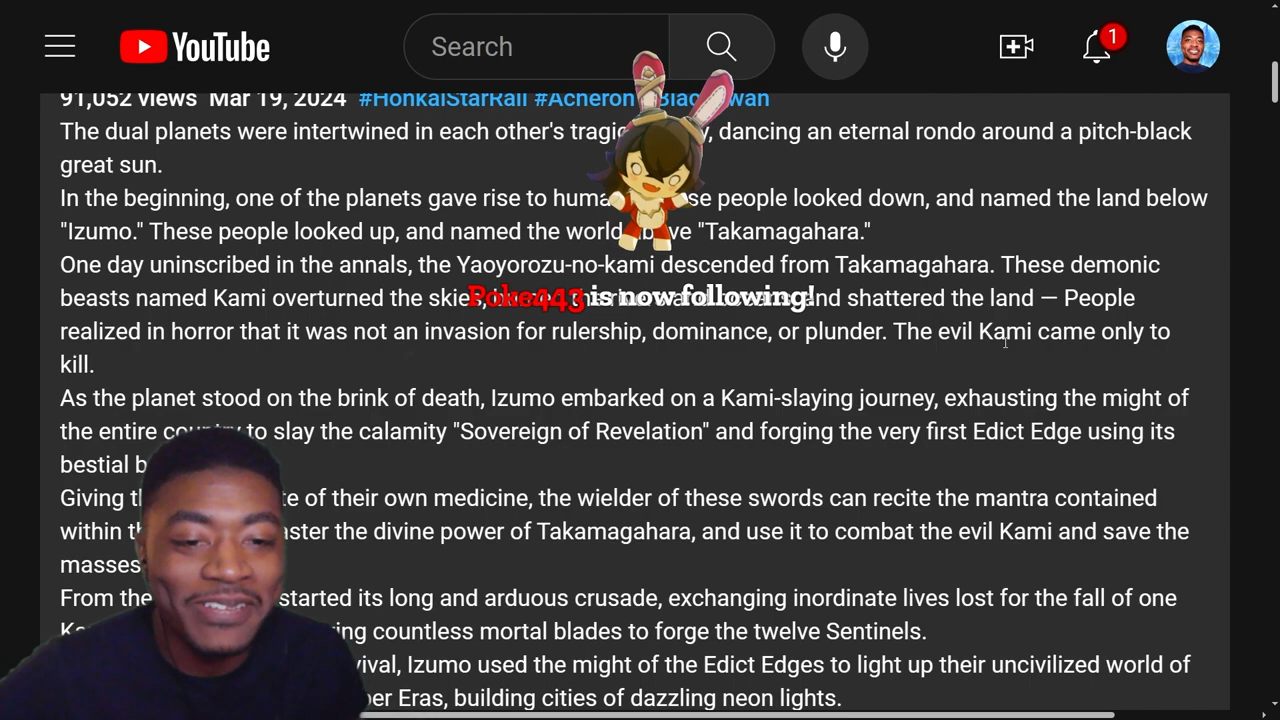 YouTube
Search
1
91,052 views Mar 19, 2024 #HonkaiStarRail #Acheron
The dual planets were intertwined in each other's tragic , dancing an eternal rondo around a pitch-black
great sun.
In the beginning, one of the planets gave rise to people looked down, and named the land below
"Izumo." These people looked up, and named the world "Takamagahara."
One day uninscribed in the annals, the Yaoyorozu-no-kami descended from Takamagahara. These demonic
beasts named Kami overturned the skies, and shattered the land — People
Poke443 is now following!
realized in horror that it was not an invasion for rulership, dominance, or plunder. The evil Kami came only to
kill.
As the planet stood on the brink of death, Izumo embarked on a Kami-slaying journey, exhausting the might of
the entire country to slay the calamity "Sovereign of Revelation" and forging the very first Edict Edge using its
bestial
Giving of their own medicine, the wielder of these swords can recite the mantra contained
within the divine power of Takamagahara, and use it to combat the evil Kami and save the
masses
From the started its long and arduous crusade, exchanging inordinate lives lost for the fall of one
countless mortal blades to forge the twelve Sentinels.
Izumo used the might of the Edict Edges to light up their uncivilized world of
Eras, building cities of dazzling neon lights.